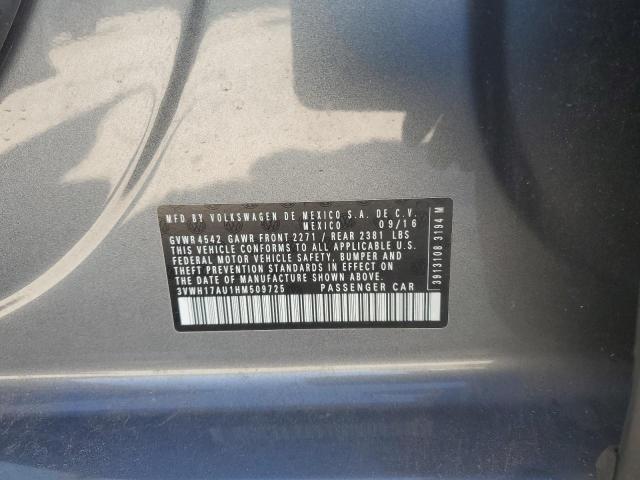 MFD BY VOLKSWAGEN DE MEXICO S.A. DE C.V.
MEXICO 09/16
GVWR 4542 GAWR FRONT 2271 / REAR 2381 LBS
THIS VEHICLE CONFORMS TO ALL APPLICABLE U.S.
FEDERAL MOTOR VEHICLE SAFETY, BUMPER AND
THEFT PREVENTION STANDARDS IN EFFECT ON
THE DATE OF MANUFACTURE SHOWN ABOVE.
3VWH17AU1HM509725 PASSENGER CAR
3913108 3194 M